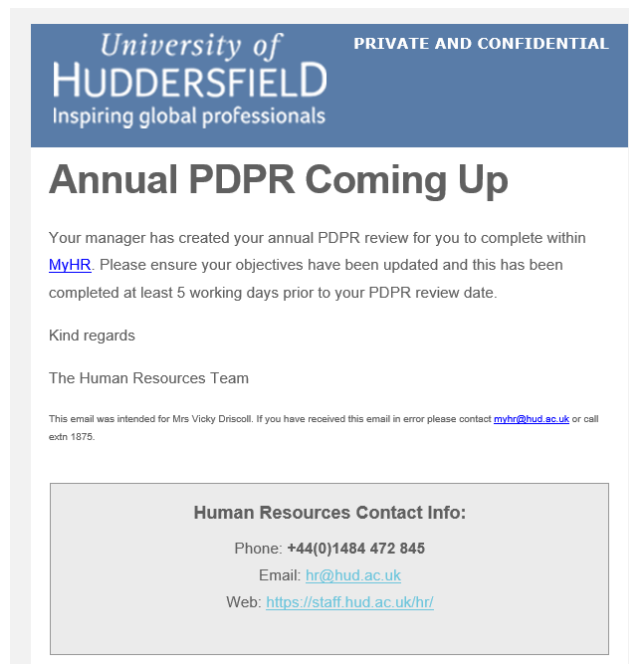 University of
HUDDERSFIELD
Inspiring global professionals
PRIVATE AND CONFIDENTIAL
Annual PDPR Coming Up
Your manager has created your annual PDPR review for you to complete within
MyHR. Please ensure your objectives have been updated and this has been
completed at least 5 working days prior to your PDPR review date.
Kind regards
The Human Resources Team
This email was intended for Mrs Vicky Driscoll. If you have received this email in error please contact myhr@hud.ac.uk or call
extn 1875.
Human Resources Contact Info:
Phone: +44(0)1484 472 845
Email: hr@hud.ac.uk
Web: https://staff.hud.ac.uk/hr/